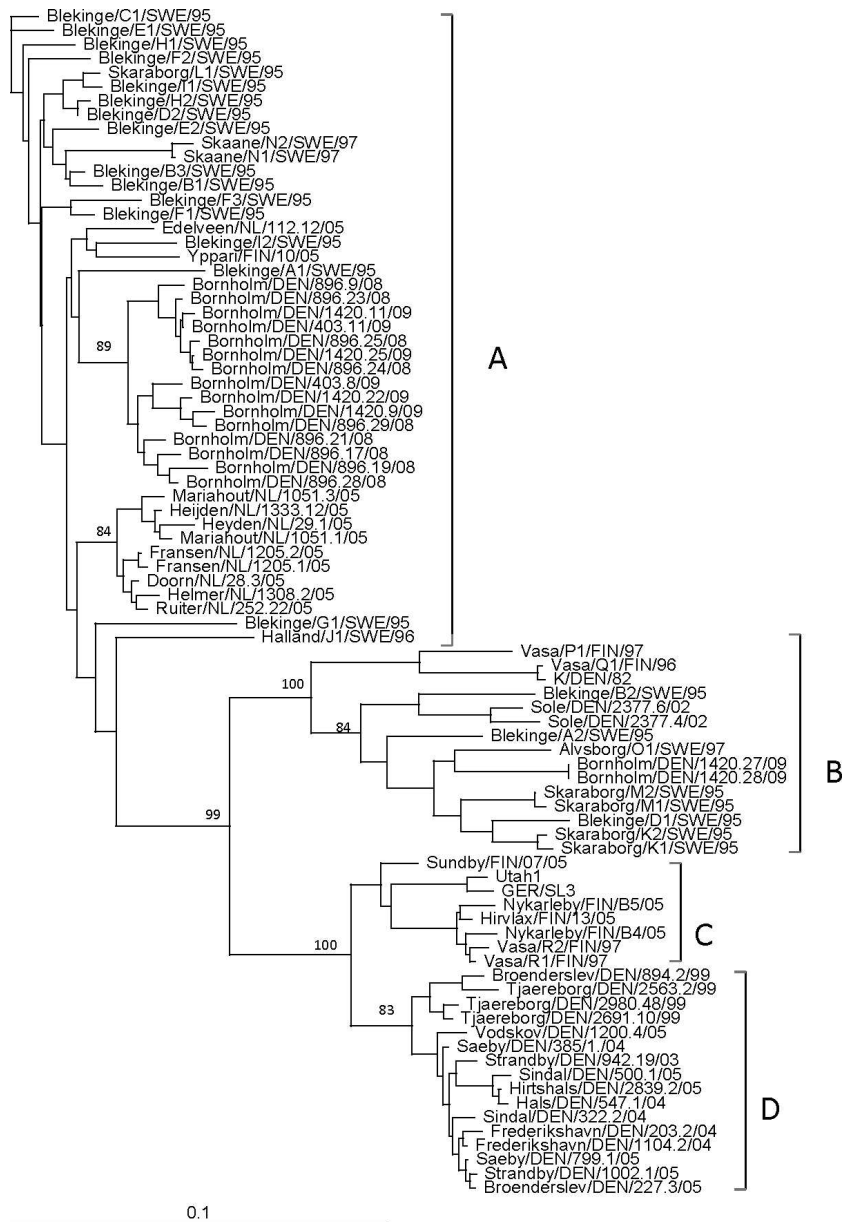 Blekinge/C1/SWE/95
Blekinge/E1/SWE/95
Blekinge/H1/SWE/95
Blekinge/F2/SWE/95
Skaraborg/L1/SWE/95
Blekinge/I1/SWE/95
Blekinge/H2/SWE/95
Blekinge/D2/SWE/95
Blekinge/E2/SWE/95
Skaane/N2/SWE/97
Skaane/N1/SWE/97
Blekinge/B3/SWE/95
Blekinge/B1/SWE/95
Blekinge/F3/SWE/95
Blekinge/F1/SWE/95
Edelveen/NL/112.12/05
Blekinge/I2/SWE/95
Yppari/FIN/10/05
Blekinge/A1/SWE/95
Bornholm/DEN/896.9/08
Bornholm/DEN/896.23/08
Bornholm/DEN/1420.11/09
Bornholm/DEN/403.11/09
Bornholm/DEN/896.25/08
89
Bornholm/DEN/1420.25/09
A
Bornholm/DEN/896.24/08
Bornholm/DEN/403.8/09
Bornholm/DEN/1420.22/09
Bornholm/DEN/1420.9/09
Bornholm/DEN/896.29/08
Bornholm/DEN/896.21/08
Bornholm/DEN/896.17/08
Bornholm/DEN/896.19/08
Bornholm/DEN/896.28/08
Mariahout/NL/1051.3/05
Heijden/NL/1333.12/05
Heyden/NL/29.1/05
84
Mariahout/NL/1051.1/05
Fransen/NL/1205.2/05
Fransen/NL/1205.1/05
Doorn/NL/28.3/05
Helmer/NL/1308.2/05
Ruiter/NL/252.22/05
Blekinge/G1/SWE/95
Halland/J1/SWE/96
Vasa/P1/FIN/97
Vasa/Q1/FIN/96
K/DEN/82
100
Blekinge/B2/SWE/95
Sole/DEN/2377.6/02
Sole/DEN/2377.4/02
84
Blekinge/A2/SWE/95
Alvsborg/O1/SWE/97
Bornholm/DEN/1420.27/09
B
Bornholm/DEN/1420.28/09
Skaraborg/M2/SWE/95
Skaraborg/M1/SWE/95
99
Blekinge/D1/SWE/95
Skaraborg/K2/SWE/95
Skaraborg/K1/SWE/95
Sundby/FIN/07/05
Utah1
GER/SL3
Nykarleby/FIN/B5/05
Hirvlax/FIN/13/05
Nykarleby/FIN/B4/05
C
100
Vasa/R2/FIN/97
Vasa/R1/FIN/97
Broenderslev/DEN/894.2/99
Tjaereborg/DEN/2563.2/99
Tjaereborg/DEN/2980.48/99
83
Tjaereborg/DEN/2691.10/99
Vodskov/DEN/1200.4/05
Saeby/DEN/385/1./04
Strandby/DEN/942.19/03
Sindal/DEN/500.1/05
Hirtshals/DEN/2839.2/05
Hals/DEN/547.1/04
D
Sindal/DEN/322.2/04
Frederikshavn/DEN/203.2/04
Frederikshavn/DEN/1104.2/04
Saeby/DEN/799.1/05
Strandby/DEN/1002.1/05
Broenderslev/DEN/227.3/05
0.1